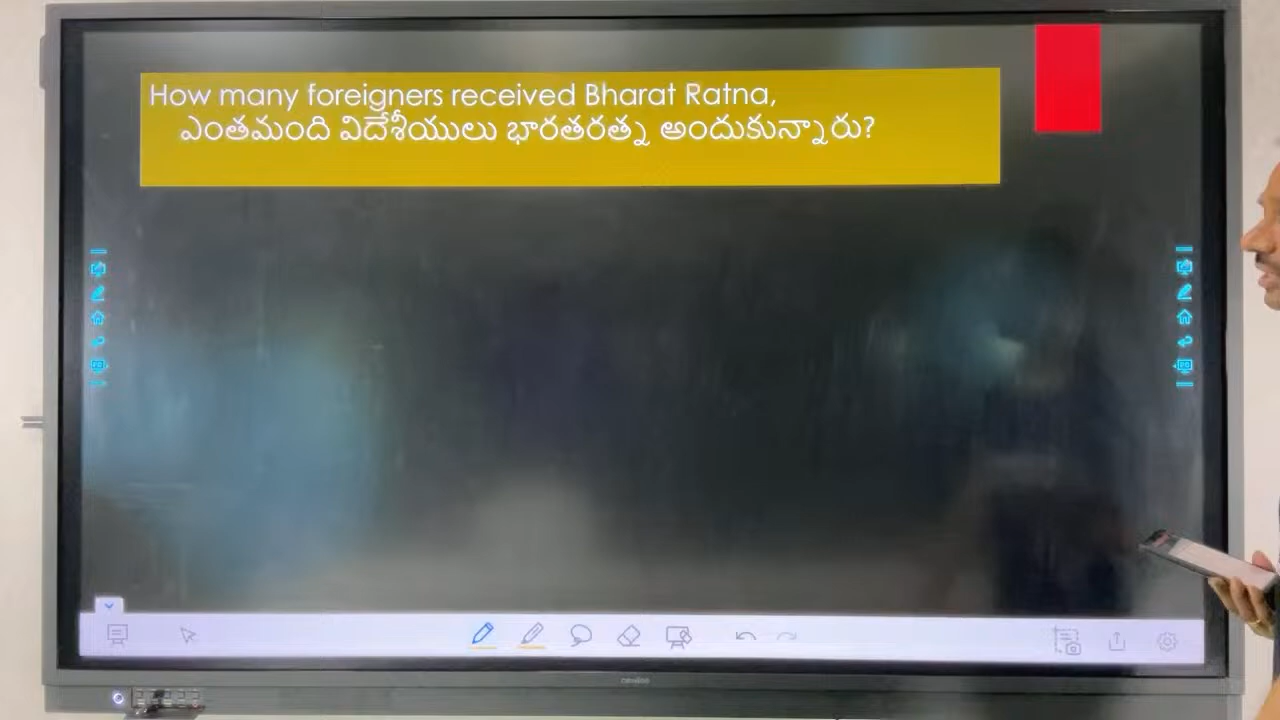 How many foreigners received Bharat Ratna,
ఎంతమంది విదేశీయులు భారతరత్న అందుకున్నారు?